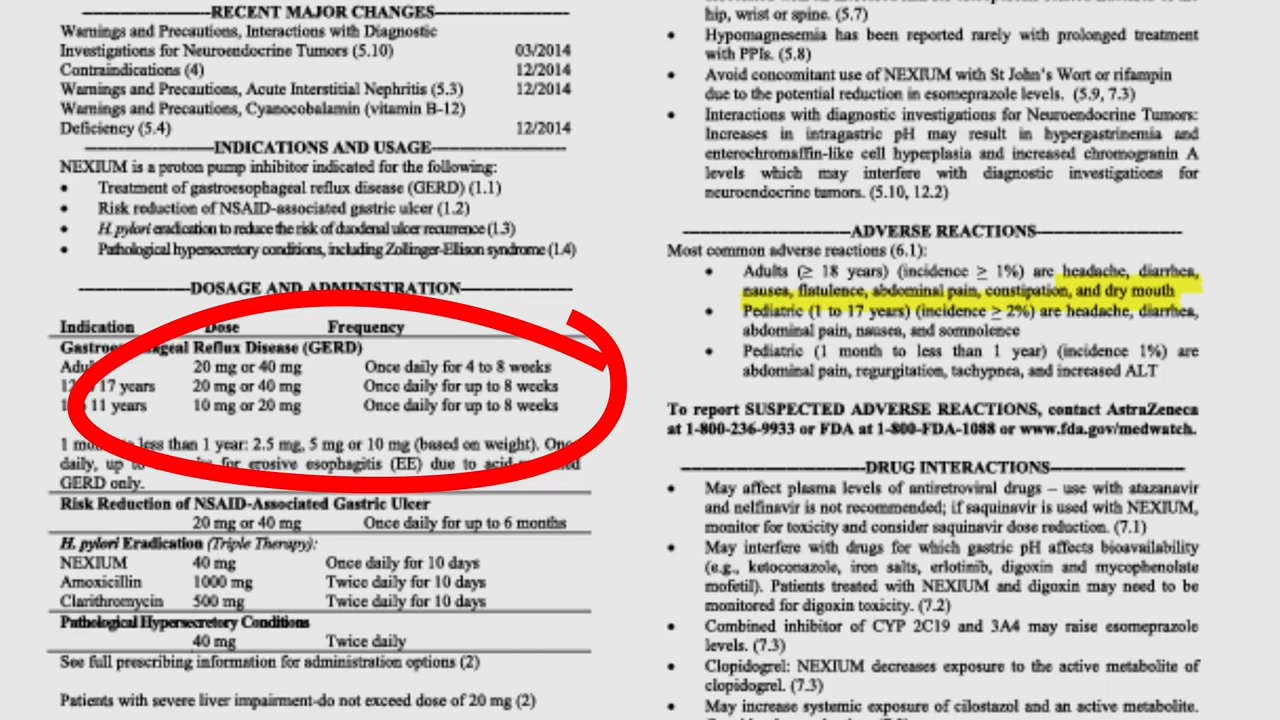 RECENT MAJOR CHANGES
Warnings and Precautions, Interactions with Diagnostic
Investigations for Neuroendocrine Tumors (5.10) 03/2014
Contraindications (4) 12/2014
Warnings and Precautions, Acute Interstitial Nephritis (5.3) 12/2014
Warnings and Precautions, Cyanocobalamin (vitamin B-12)
Deficiency (5.4) 12/2014
INDICATIONS AND USAGE
NEXIUM is a proton pump inhibitor indicated for the following:
• Treatment of gastroesophageal reflux disease (GERD) (1.1)
• Risk reduction of NSAID-associated gastric ulcer (1.2)
• H. pylori eradication to reduce the risk of duodenal ulcer recurrence (1.3)
• Pathological hypersecretory conditions, including Zollinger-Ellison syndrome (1.4)
DOSAGE AND ADMINISTRATION
Indication Dose Frequency
Reflux Disease (GERD)
20 mg or 40 mg Once daily for 4 to 8 weeks
17 years 20 mg or 40 mg Once daily for up to 8 weeks
11 years 10 mg or 20 mg Once daily for up to 8 weeks
1 less than 1 year: 2.5 mg, 5 mg or 10 mg (based on weight).
daily, up for erosive esophagitis (EE) due to
GERD only.
Risk Reduction of NSAID-Associated Gastric Ulcer
20 mg or 40 mg Once daily for up to 6 months
H. pylori Eradication (Triple Therapy):
NEXIUM 40 mg Once daily for 10 days
Amoxicillin 1000 mg Twice daily for 10 days
Clarithromycin 500 mg Twice daily for 10 days
Pathological Hypersecretory Conditions
40 mg Twice daily
See full prescribing information for administration options (2)
Patients with severe liver impairment-do not exceed dose of 20 mg (2)
hip, wrist or spine. (5.7)
• Hypomagnesemia has been reported rarely with prolonged treatment
with PPIs. (5.8)
• Avoid concomitant use of NEXIUM with St John's Wort or rifampin
due to the potential reduction in esomeprazole levels. (5.9, 7.3)
• Interactions with diagnostic investigations for Neuroendocrine Tumors:
Increases in intragastric pH may result in hypergastrinemia and
enterochromaffin-like cell hyperplasia and increased chromogranin A
levels which may interfere with diagnostic investigations for
neuroendocrine tumors. (5.10, 12.2)
ADVERSE REACTIONS
Most common adverse reactions (6.1):
• Adults (≥ 18 years) (incidence ≥ 1%) are headache, diarrhea,
nausea, flatulence, abdominal pain, constipation, and dry mouth
• Pediatric (1 to 17 years) (incidence ≥ 2%) are headache, diarrhea,
abdominal pain, nausea, and somnolence
• Pediatric (1 month to less than 1 year) (incidence 1%) are
abdominal pain, regurgitation, tachypnea, and increased ALT
To report SUSPECTED ADVERSE REACTIONS, contact AstraZeneca
at 1-800-236-9933 or FDA at 1-800-FDA-1088 or www.fda.gov/medwatch.
DRUG INTERACTIONS
• May affect plasma levels of antiretroviral drugs – use with atazanavir
and nelfinavir is not recommended; if saquinavir is used with NEXIUM,
monitor for toxicity and consider saquinavir dose reduction. (7.1)
• May interfere with drugs for which gastric pH affects bioavailability
(e.g., ketoconazole, iron salts, erlotinib, digoxin and mycophenolate
mofetil). Patients treated with NEXIUM and digoxin may need to be
monitored for digoxin toxicity. (7.2)
• Combined inhibitor of CYP 2C19 and 3A4 may raise esomeprazole
levels. (7.3)
• Clopidogrel: NEXIUM decreases exposure to the active metabolite of
clopidogrel. (7.3)
• May increase systemic exposure of cilostazol and an active metabolite.